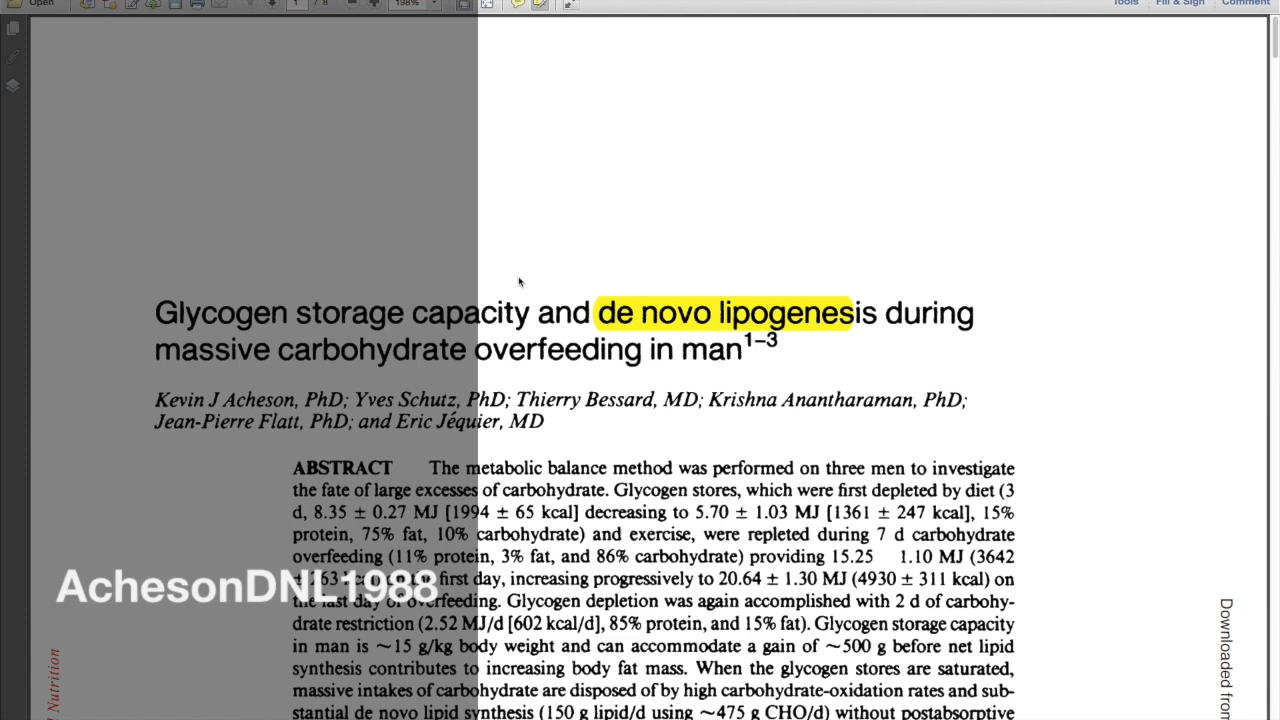 Open 1 / 8 198% Tools Fill & Sign Comment
Glycogen storage capacity and de novo lipogenesis during
massive carbohydrate overfeeding in man1–3
Kevin J Acheson, PhD; Yves Schutz, PhD; Thierry Bessard, MD; Krishna Anantharaman, PhD;
Jean-Pierre Flatt, PhD; and Eric Jéquier, MD
ABSTRACT The metabolic balance method was performed on three men to investigate
the fate of large excesses of carbohydrate. Glycogen stores, which were first depleted by diet (3
d, 8.35 ± 0.27 MJ [1994 ± 65 kcal] decreasing to 5.70 ± 1.03 MJ [1361 ± 247 kcal], 15%
protein, 75% fat, 10% carbohydrate) and exercise, were repleted during 7 d carbohydrate
overfeeding (11% protein, 3% fat, and 86% carbohydrate) providing 15.25 1.10 MJ (3642
first day, increasing progressively to 20.64 ± 1.30 MJ (4930 ± 311 kcal) on
the last day of overfeeding. Glycogen depletion was again accomplished with 2 d of carbohy-
drate restriction (2.52 MJ/d [602 kcal/d], 85% protein, and 15% fat). Glycogen storage capacity
in man is ~15 g/kg body weight and can accommodate a gain of ~500 g before net lipid
synthesis contributes to increasing body fat mass. When the glycogen stores are saturated,
massive intakes of carbohydrate are disposed of by high carbohydrate-oxidation rates and sub-
stantial de novo lipid synthesis (150 g lipid/d using ~475 g CHO/d) without postabsorptive
AchesonDNL1988
Nutrition
Downloaded from